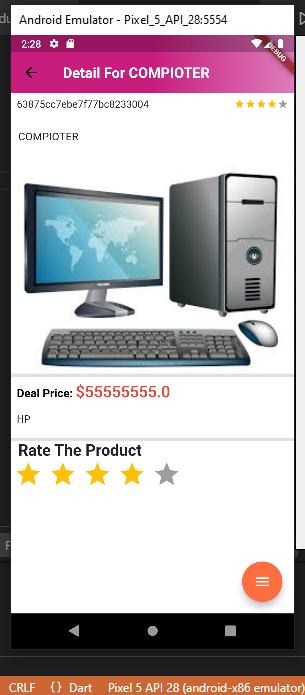 Android Emulator - Pixel_5_API_28:5554
2:28
DEBUG
Detail For COMPIOTER
63875cc7ebe7f77bc8233004
COMPIOTER
Deal Price: $55555555.0
HP
Rate The Product
F
CRLF {} Dart Pixel 5 API 28 (android-x86 emulator)